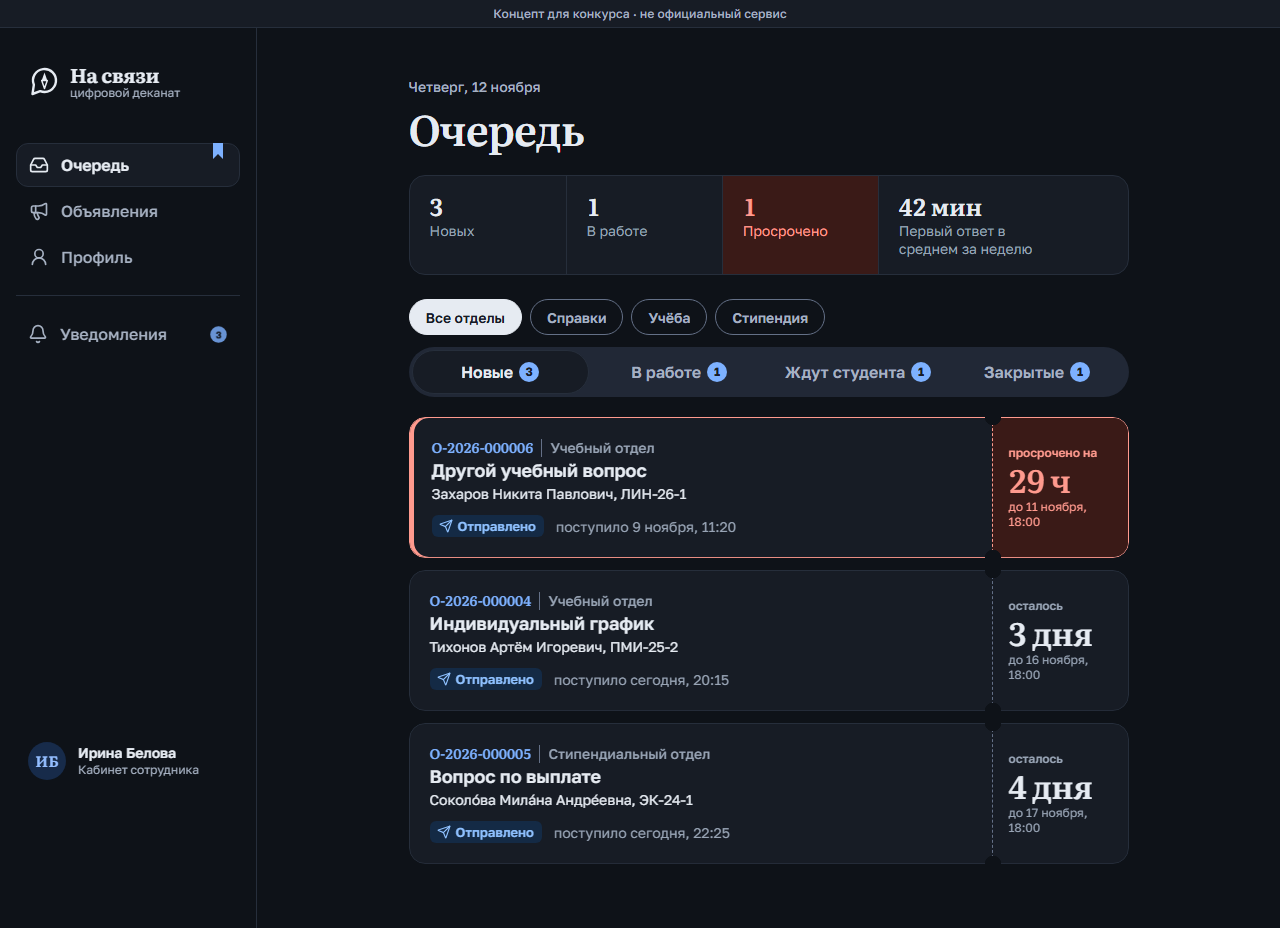 Концепт для конкурса · не официальный сервис
На связи
цифровой деканат
Очередь
Объявления
Профиль
Уведомления 3
ИБ
Ирина Белова
Кабинет сотрудника
Четверг, 12 ноября
Очередь
3
Новых
1
В работе
1
Просрочено
42 мин
Первый ответ в
среднем за неделю
Все отделы
Справки
Учёба
Стипендия
Новые 3
В работе 1
Ждут студента 1
Закрытые 1
О-2026-000006 Учебный отдел
Другой учебный вопрос
Захаров Никита Павлович, ЛИН-26-1
Отправлено поступило 9 ноября, 11:20
просрочено на
29 ч
до 11 ноября,
18:00
О-2026-000004 Учебный отдел
Индивидуальный график
Тихонов Артём Игоревич, ПМИ-25-2
Отправлено поступило сегодня, 20:15
осталось
3 дня
до 16 ноября,
18:00
О-2026-000005 Стипендиальный отдел
Вопрос по выплате
Соколо́ва Мила́на Андре́евна, ЭК-24-1
Отправлено поступило сегодня, 22:25
осталось
4 дня
до 17 ноября,
18:00